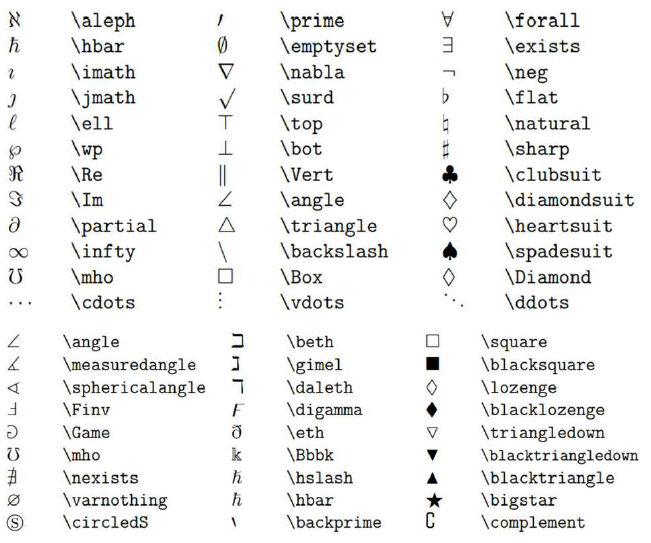 ℵ \aleph ′ \prime ∀ \forall
ℏ \hbar ∅ \emptyset ∃ \exists
ı \imath ∇ \nabla ¬ \neg
ȷ \jmath √ \surd ♭ \flat
ℓ \ell ⊤ \top ♮ \natural
℘ \wp ⊥ \bot ♯ \sharp
ℜ \Re ‖ \Vert ♣ \clubsuit
ℑ \Im ∠ \angle ♢ \diamondsuit
∂ \partial △ \triangle ♡ \heartsuit
∞ \infty \ \backslash ♠ \spadesuit
℧ \mho □ \Box ◊ \Diamond
⋯ \cdots ⋮ \vdots ⋱ \ddots
∠ \angle ℶ \beth □ \square
∡ \measuredangle ℷ \gimel ■ \blacksquare
∢ \sphericalangle ℸ \daleth ◊ \lozenge
Ⅎ \Finv Ϝ \digamma ⧫ \blacklozenge
⅁ \Game ð \eth ▽ \triangledown
℧ \mho 𝕜 \Bbbk ▼ \blacktriangledown
∄ \nexists ℏ \hslash ▲ \blacktriangle
∅ \varnothing ℏ \hbar ★ \bigstar
Ⓢ \circledS ‵ \backprime ∁ \complement